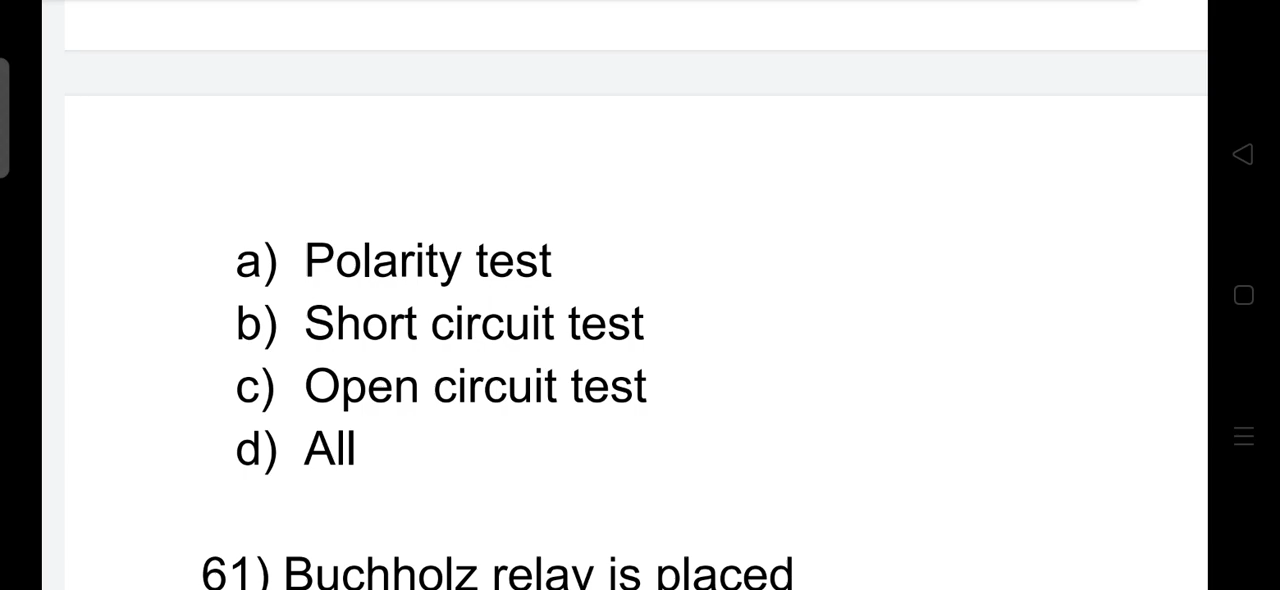 a) Polarity test
b) Short circuit test
c) Open circuit test
d) All
61) Buchholz relay is placed